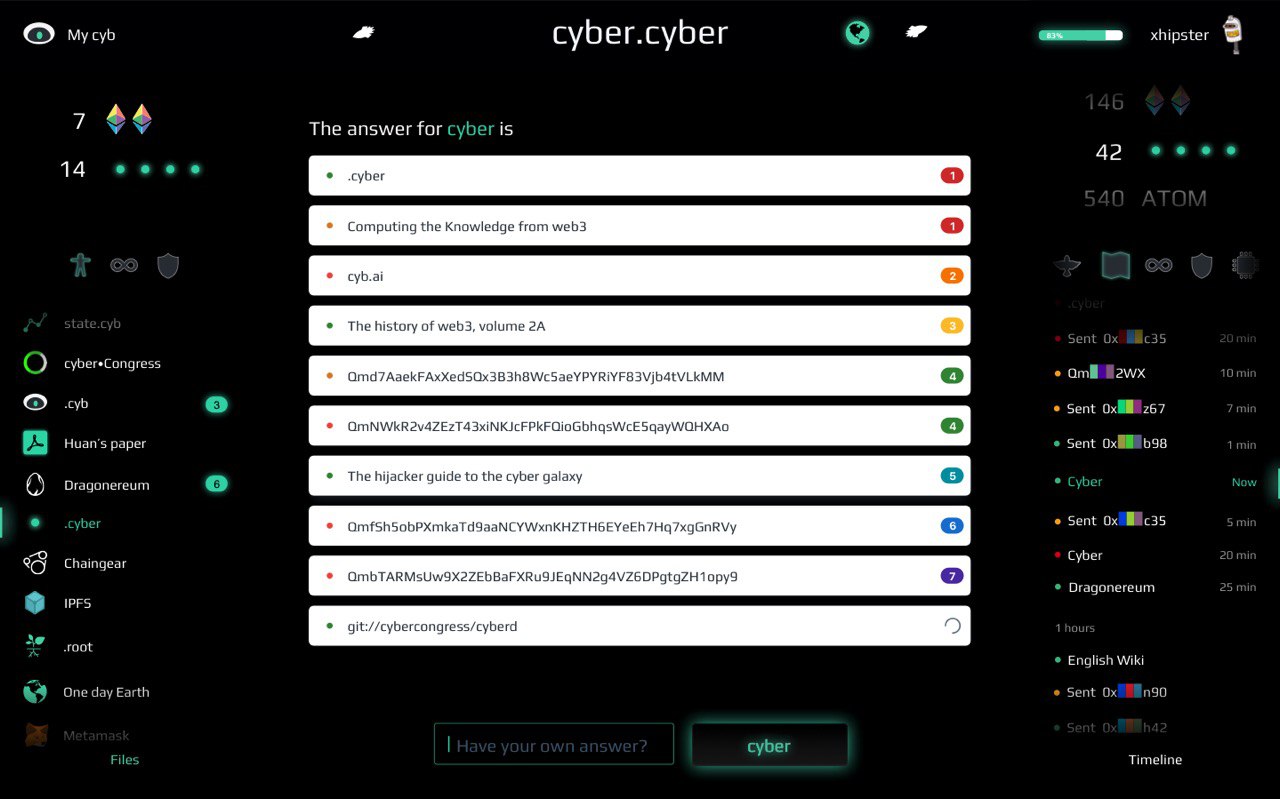 My cyb
cyber.cyber
83%
xhipster
7
14
state.cyb
cyber•Congress
.cyb 3
Huan's paper
Dragonereum 6
.cyber
Chaingear
IPFS
.root
One day Earth
Metamask
Files
The answer for cyber is
.cyber 1
Computing the Knowledge from web3 1
cyb.ai 2
The history of web3, volume 2A 3
Qmd7AaekFAxXedSQx3B3h8Wc5aeYPYRiYF83Vjb4tVLkMM 4
QmNWkR2v4ZEzT43xiNKJcFPkFQioGbhqsWcE5qayWQHXAo 4
The hijacker guide to the cyber galaxy 5
QmfSh5obPXmkaTd9aaNCYWxnKHZTH6EYeEh7Hq7xgGnRVy 6
QmbTARMsUw9X2ZEbBaFXRu9JEqNN2g4VZ6DPgtgZH1opy9 7
git://cybercongress/cyberd
Have your own answer?
cyber
146
42
540 ATOM
.cyber
Sent 0x c35 20 min
Qm 2WX 10 min
Sent 0x z67 7 min
Sent 0x b98 1 min
Cyber Now
Sent 0x c35 5 min
Cyber 20 min
Dragonereum 25 min
1 hours
English Wiki
Sent 0x n90
Sent 0x h42
Timeline